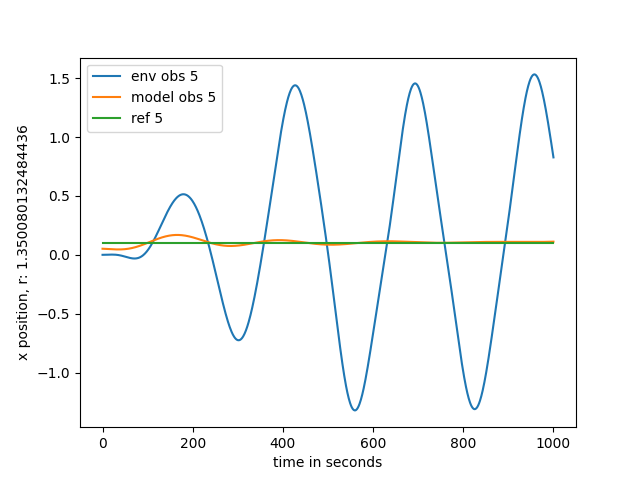 env obs 5
model obs 5
ref 5
1.5
1.0
0.5
0.0
−0.5
−1.0
x position, r: 1.350080132484436
0
200
400
600
800
1000
time in seconds